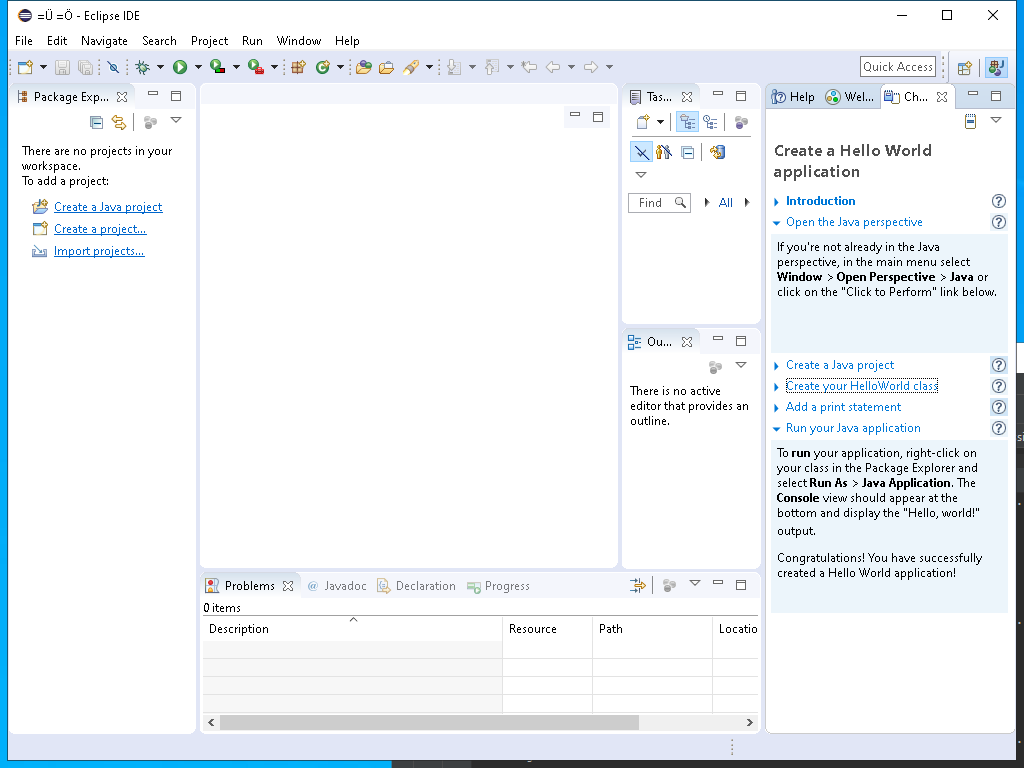 =Ü =Ö - Eclipse IDE
File Edit Navigate Search Project Run Window Help
Quick Access
Package Exp...
There are no projects in your
workspace.
To add a project:
Create a Java project
Create a project...
Import projects...
Tas...
Find
All
Ou...
There is no active
editor that provides an
outline.
Problems @ Javadoc Declaration Progress
0 items
Description Resource Path Locatio
Help Wel... Ch...
Create a Hello World
application
Introduction
Open the Java perspective
If you're not already in the Java
perspective, in the main menu select
Window > Open Perspective > Java or
click on the "Click to Perform" link below.
Create a Java project
Create your HelloWorld class
Add a print statement
Run your Java application
To run your application, right-click on
your class in the Package Explorer and
select Run As > Java Application. The
Console view should appear at the
bottom and display the "Hello, world!"
output.
Congratulations! You have successfully
created a Hello World application!